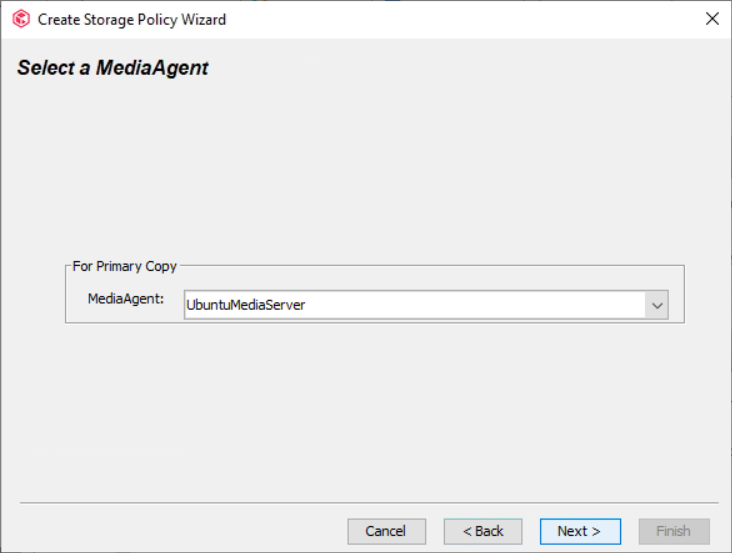 Create Storage Policy Wizard
Select a MediaAgent
For Primary Copy
MediaAgent:
UbuntuMediaServer
Cancel
< Back
Next >
Finish